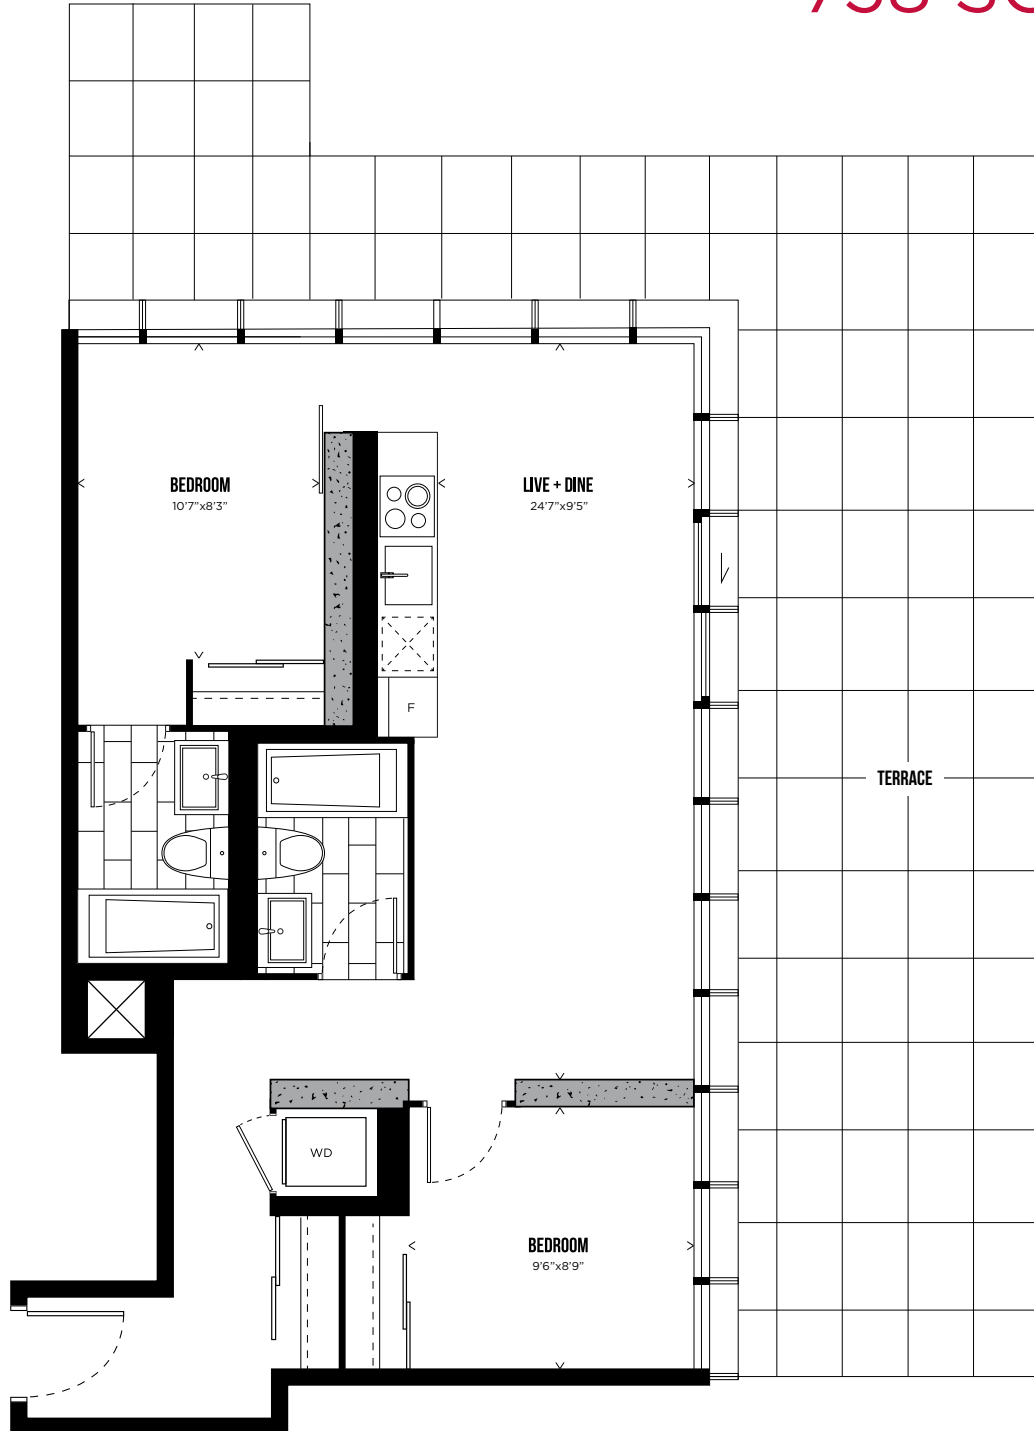 BEDROOM
10'7"x8'3"
LIVE + DINE
24'7"x9'5"
F
TERRACE
WD
BEDROOM
9'6"x8'9"